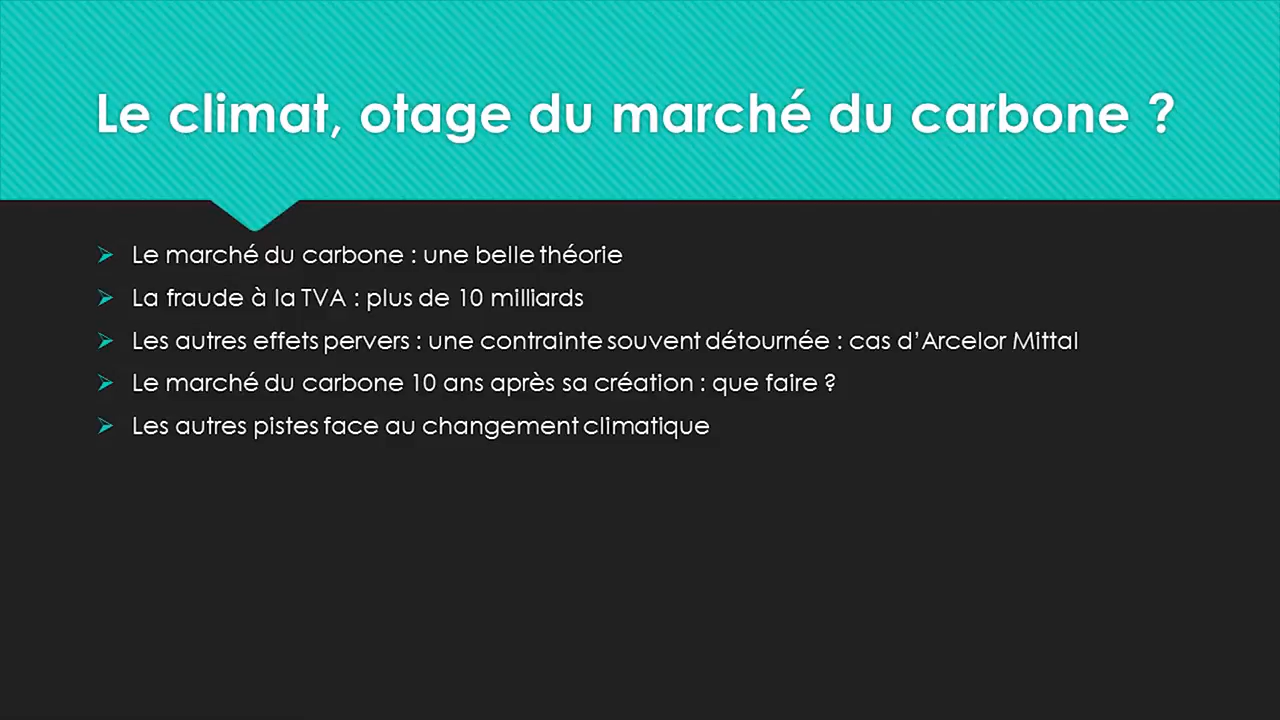 Le climat, otage du marché du carbone ?
Le marché du carbone : une belle théorie
La fraude à la TVA : plus de 10 milliards
Les autres effets pervers : une contrainte souvent détournée : cas d’Arcelor Mittal
Le marché du carbone 10 ans après sa création : que faire ?
Les autres pistes face au changement climatique